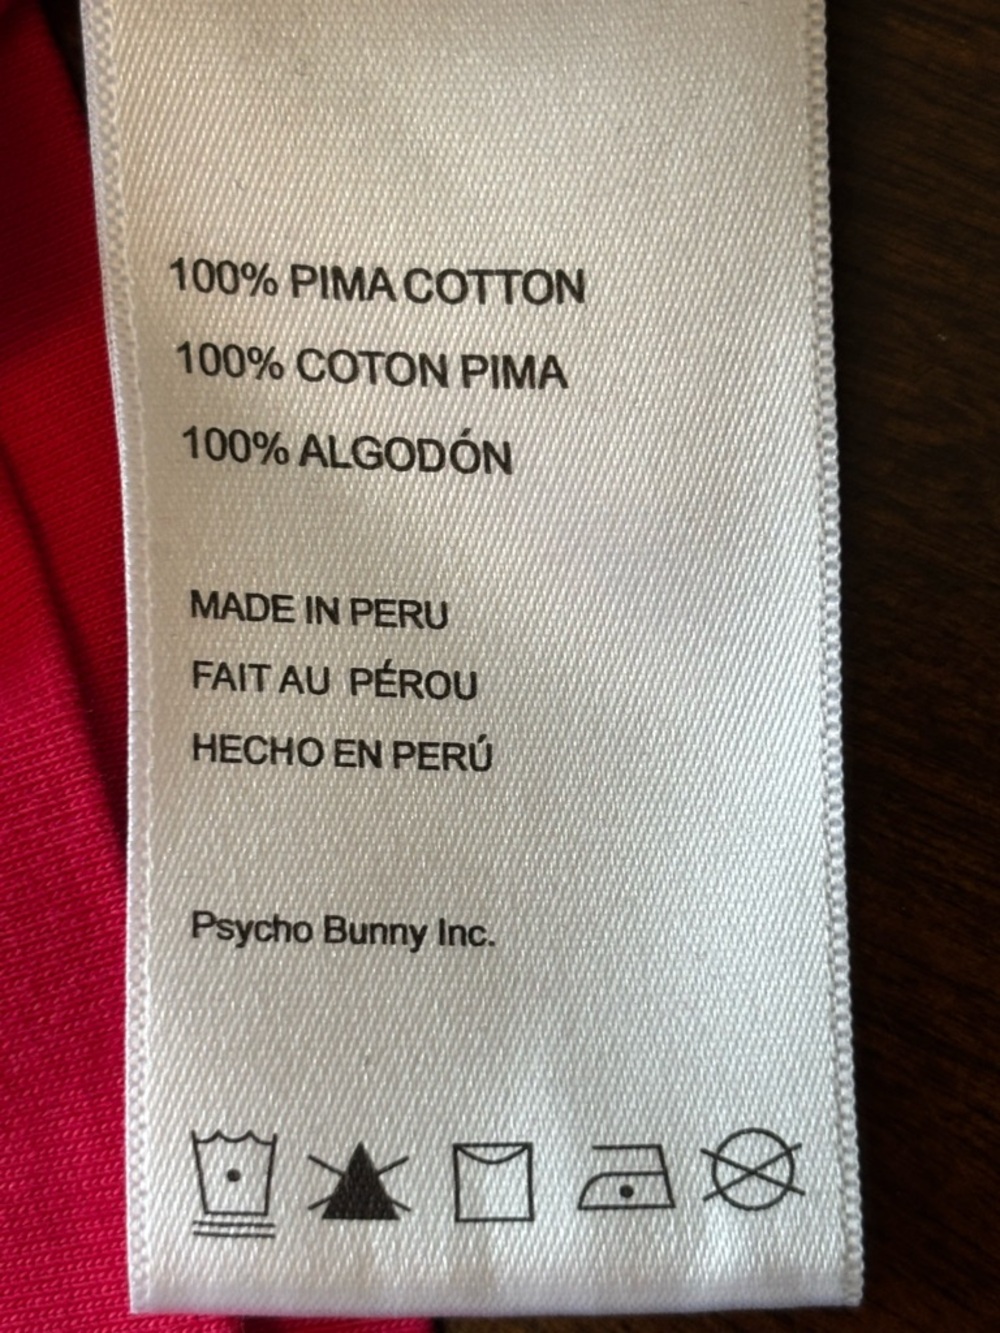 100% PIMA COTTON
100% COTON PIMA
100% ALGODÓN
MADE IN PERU
FAIT AU PÉROU
HECHO EN PERÚ
Psycho Bunny Inc.